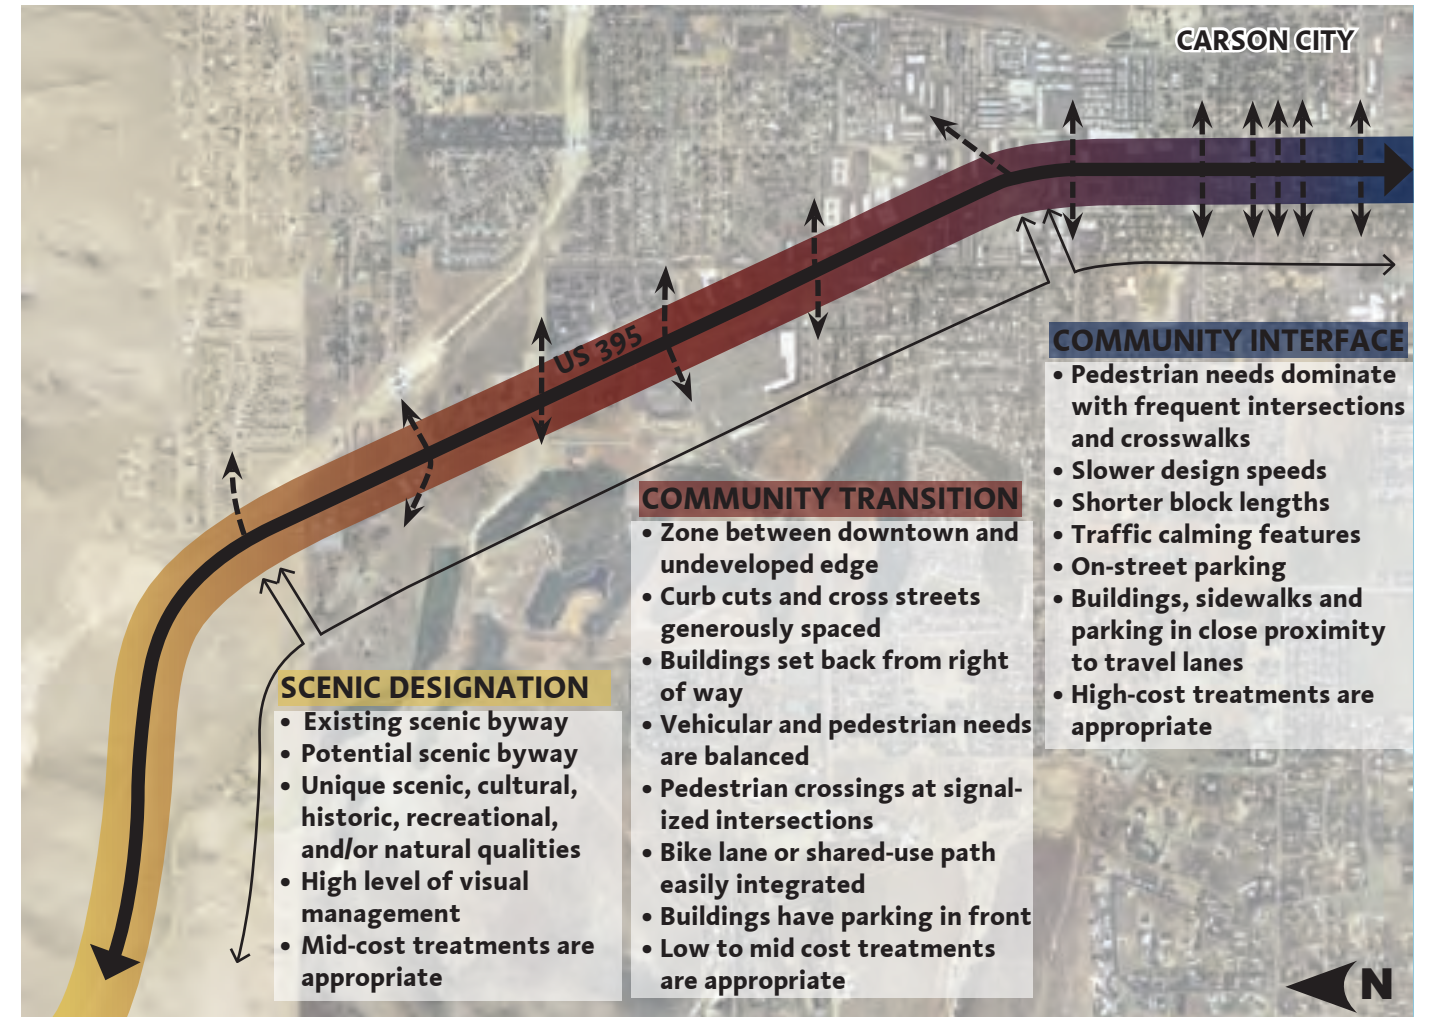 CARSON CITY
US 395
COMMUNITY INTERFACE
• Pedestrian needs dominate
with frequent intersections
and crosswalks
• Slower design speeds
• Shorter block lengths
• Traffic calming features
• On-street parking
• Buildings, sidewalks and
parking in close proximity
to travel lanes
• High-cost treatments are
appropriate
COMMUNITY TRANSITION
• Zone between downtown and
undeveloped edge
• Curb cuts and cross streets
generously spaced
• Buildings set back from right
of way
• Vehicular and pedestrian needs
are balanced
• Pedestrian crossings at signal-
ized intersections
• Bike lane or shared-use path
easily integrated
• Buildings have parking in front
• Low to mid cost treatments
are appropriate
SCENIC DESIGNATION
• Existing scenic byway
• Potential scenic byway
• Unique scenic, cultural,
historic, recreational,
and/or natural qualities
• High level of visual
management
• Mid-cost treatments are
appropriate
N